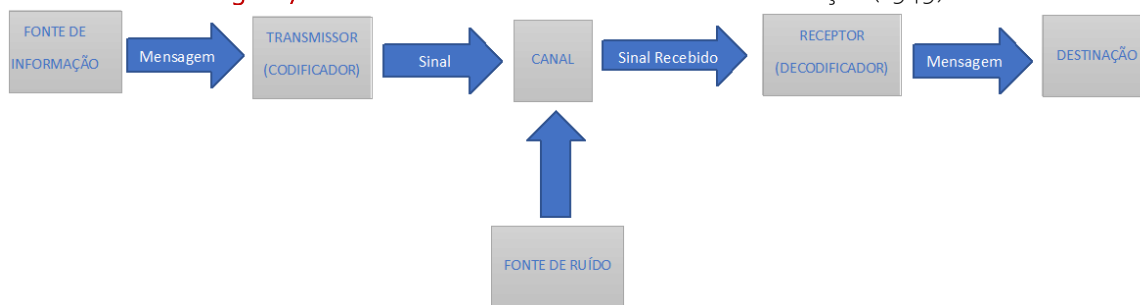 FONTE DE
INFORMAÇÃO
Mensagem
TRANSMISSOR
(CODIFICADOR)
Sinal
CANAL
Sinal Recebido
RECEPTOR
(DECODIFICADOR)
Mensagem
DESTINAÇÃO
FONTE DE RUÍDO